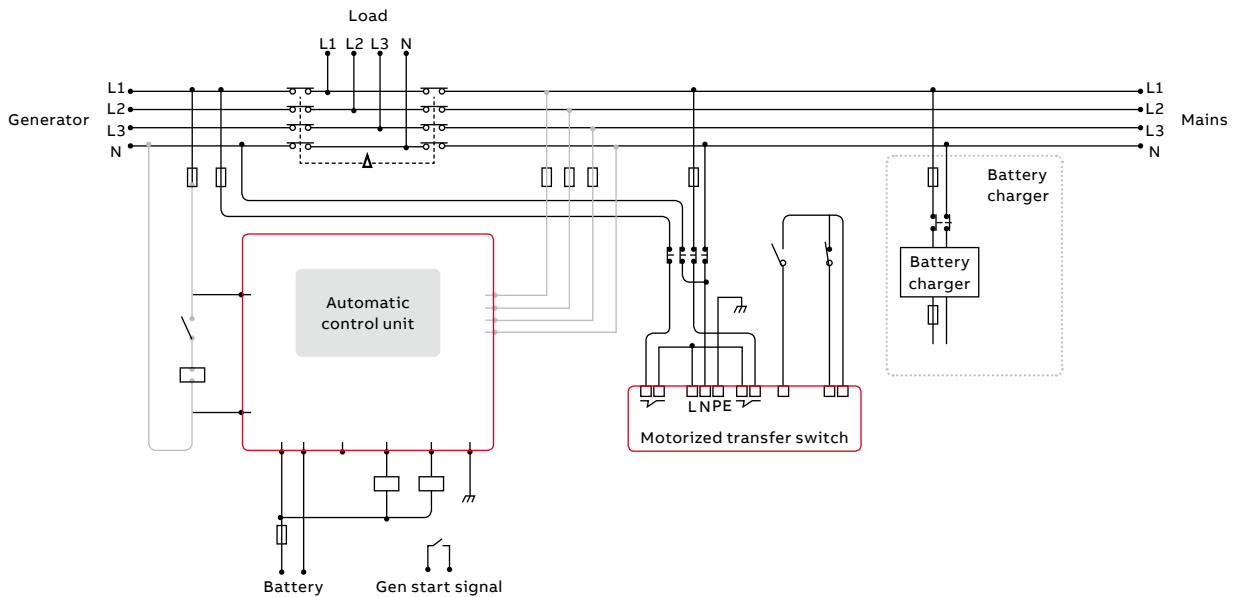 Load
L1 L2 L3 N
L1
L2
L3
N
Generator
L1
L2
L3
N
Mains
Battery
charger
Battery
charger
Automatic
control unit
L N PE
Motorized transfer switch
Battery
Gen start signal